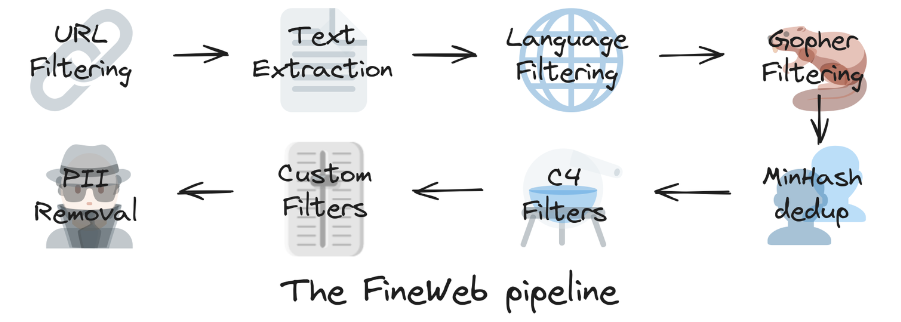 URL
Filtering
Text
Extraction
Language
Filtering
Gopher
Filtering
MinHash
dedup
C4
Filters
Custom
Filters
PII
Removal
The FineWeb pipeline